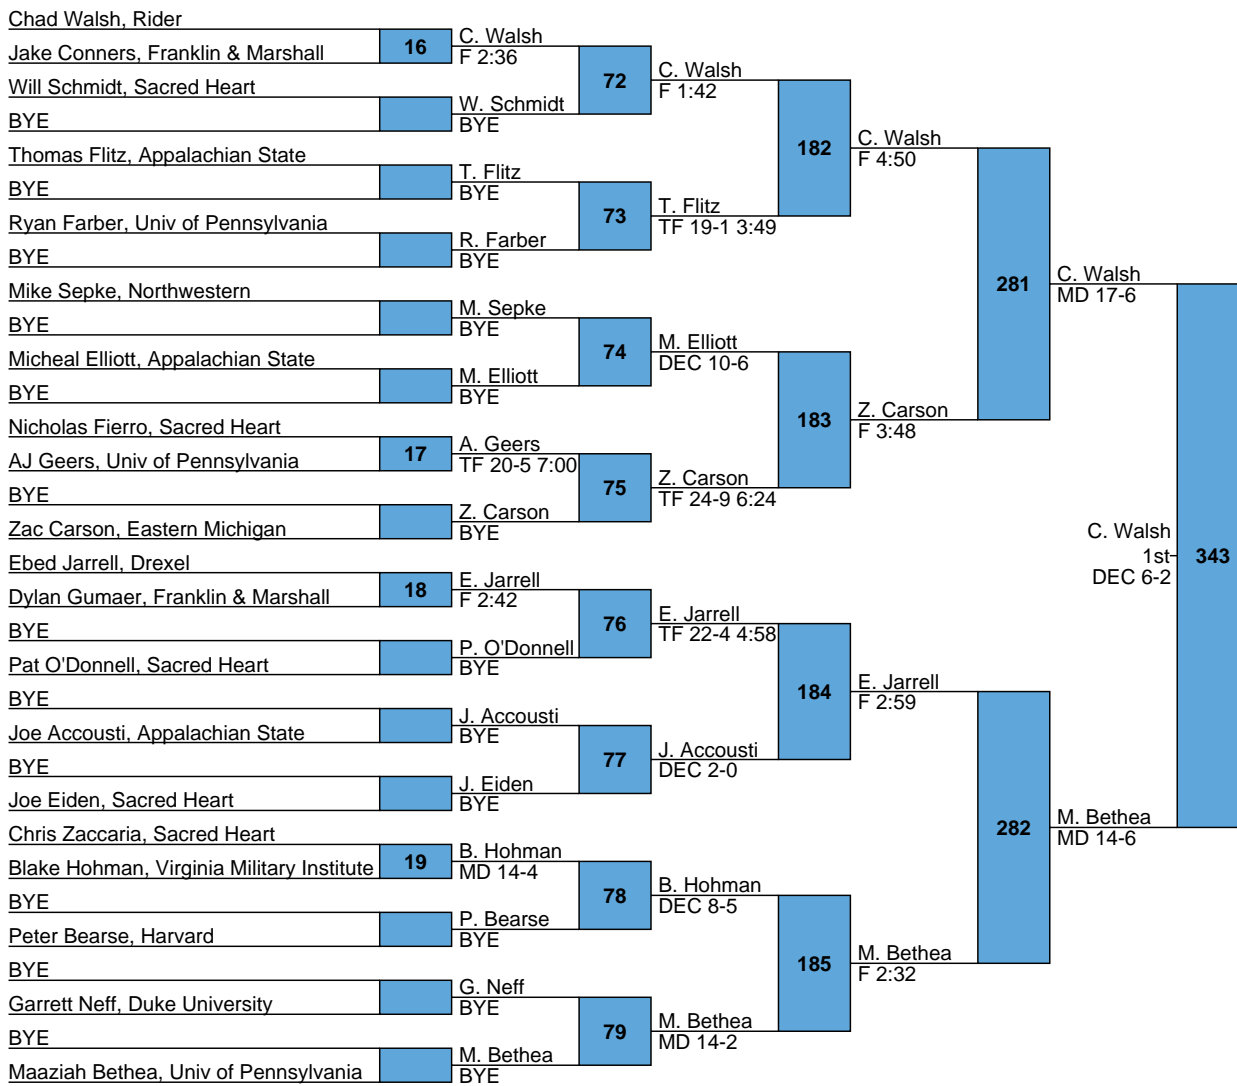 Chad Walsh, Rider
Jake Conners, Franklin & Marshall
Will Schmidt, Sacred Heart
BYE
Thomas Flitz, Appalachian State
BYE
Ryan Farber, Univ of Pennsylvania
BYE
Mike Sepke, Northwestern
BYE
Micheal Elliott, Appalachian State
BYE
Nicholas Fierro, Sacred Heart
AJ Geers, Univ of Pennsylvania
BYE
Zac Carson, Eastern Michigan
Ebed Jarrell, Drexel
Dylan Gumaer, Franklin & Marshall
BYE
Pat O'Donnell, Sacred Heart
BYE
Joe Accousti, Appalachian State
BYE
Joe Eiden, Sacred Heart
Chris Zaccaria, Sacred Heart
Blake Hohman, Virginia Military Institute
BYE
Peter Bearse, Harvard
BYE
Garrett Neff, Duke University
BYE
Maaziah Bethea, Univ of Pennsylvania
16
17
18
19
C. Walsh
F 2:36
W. Schmidt
BYE
T. Flitz
BYE
R. Farber
BYE
M. Sepke
BYE
M. Elliott
BYE
A. Geers
TF 20-5 7:00
Z. Carson
BYE
E. Jarrell
F 2:42
P. O'Donnell
BYE
J. Accousti
BYE
J. Eiden
BYE
B. Hohman
MD 14-4
P. Bearse
BYE
G. Neff
BYE
M. Bethea
BYE
72
73
74
75
76
77
78
79
C. Walsh
F 1:42
T. Flitz
TF 19-1 3:49
M. Elliott
DEC 10-6
Z. Carson
TF 24-9 6:24
E. Jarrell
TF 22-4 4:58
J. Accousti
DEC 2-0
B. Hohman
DEC 8-5
M. Bethea
MD 14-2
182
183
184
185
C. Walsh
F 4:50
Z. Carson
F 3:48
E. Jarrell
F 2:59
M. Bethea
F 2:32
281
282
C. Walsh
MD 17-6
M. Bethea
MD 14-6
C. Walsh
1st
DEC 6-2
343